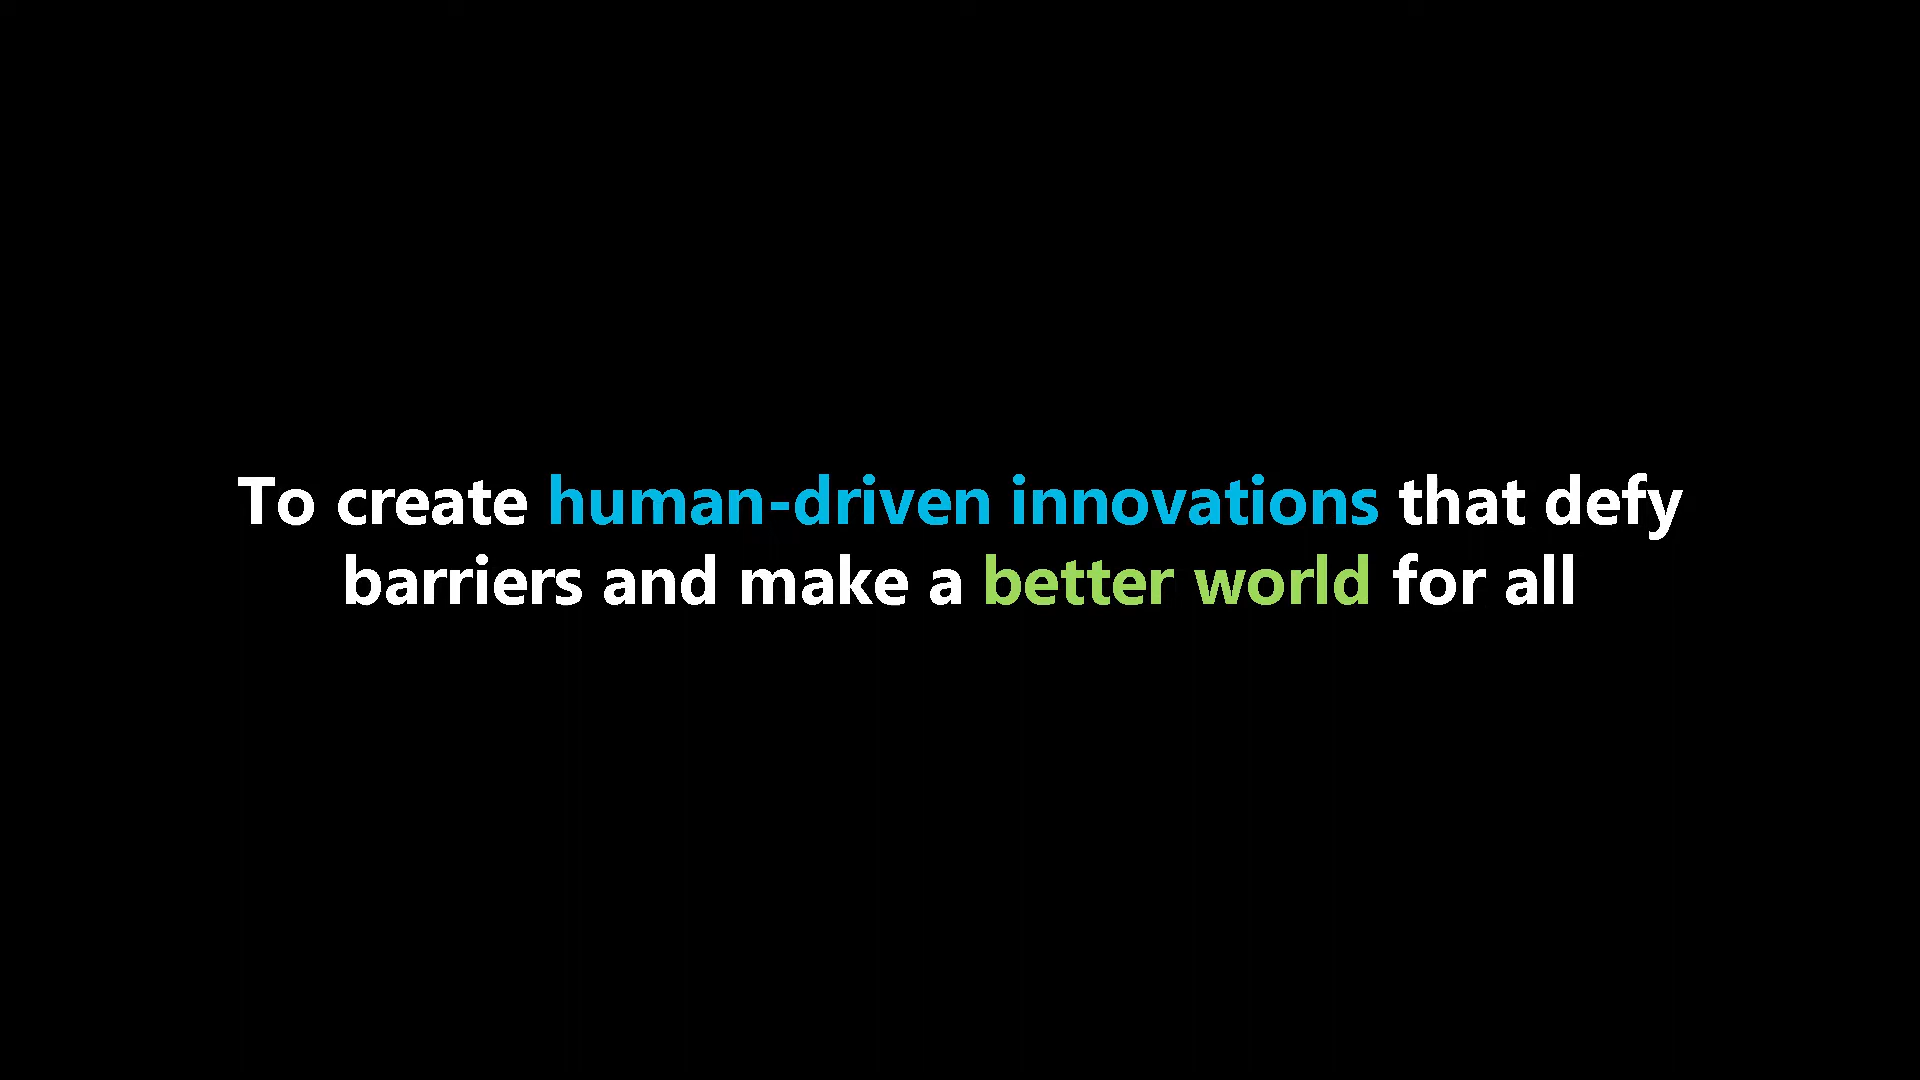 To create human-driven innovations that defy
barriers and make a better world for all